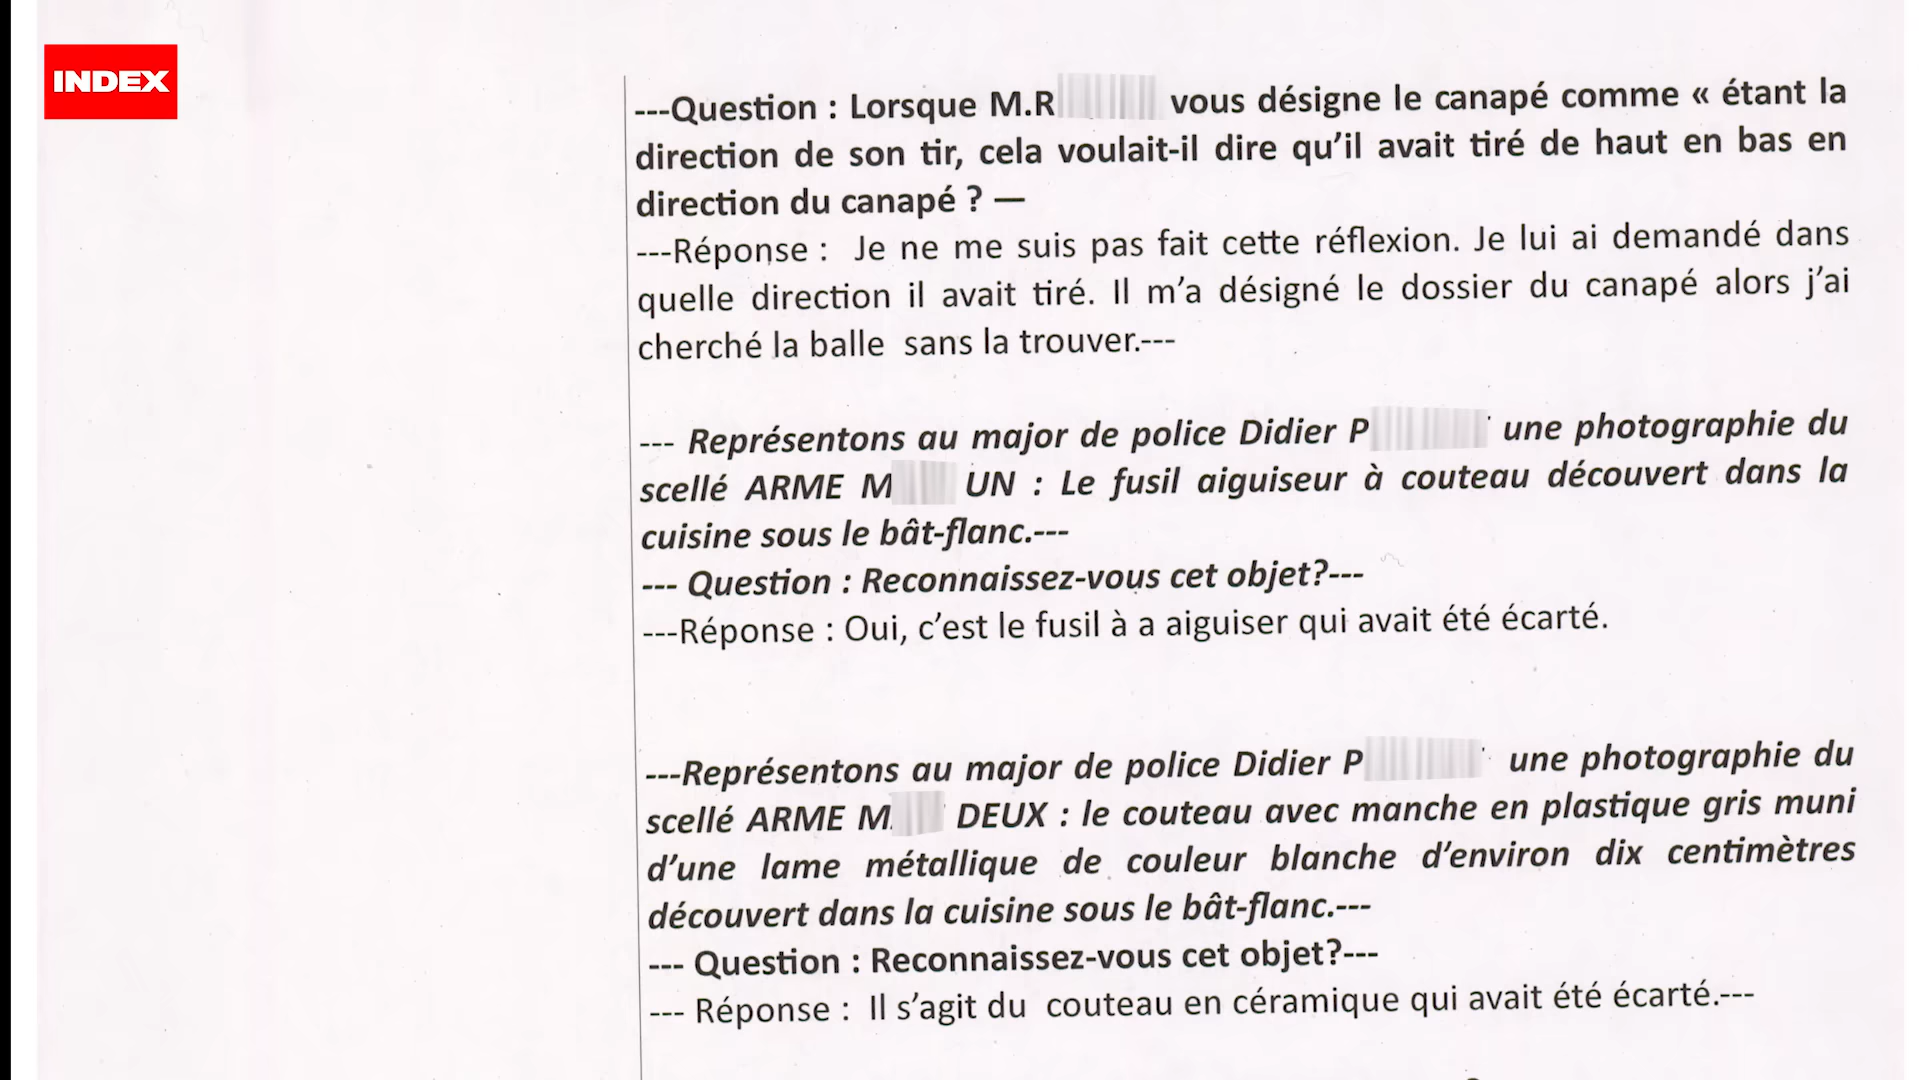 INDEX
---Question : Lorsque M.R vous désigne le canapé comme « étant la
direction de son tir, cela voulait-il dire qu'il avait tiré de haut en bas en
direction du canapé ? —
---Réponse : Je ne me suis pas fait cette réflexion. Je lui ai demandé dans
quelle direction il avait tiré. Il m'a désigné le dossier du canapé alors j'ai
cherché la balle sans la trouver.---
--- Représentons au major de police Didier P une photographie du
scellé ARME M UN : Le fusil aiguiseur à couteau découvert dans la
cuisine sous le bât-flanc.---
--- Question : Reconnaissez-vous cet objet?---
---Réponse : Oui, c'est le fusil à a aiguiser qui avait été écarté.
---Représentons au major de police Didier P une photographie du
scellé ARME M DEUX : le couteau avec manche en plastique gris muni
d'une lame métallique de couleur blanche d'environ dix centimètres
découvert dans la cuisine sous le bât-flanc.---
--- Question : Reconnaissez-vous cet objet?---
--- Réponse : Il s'agit du couteau en céramique qui avait été écarté.---